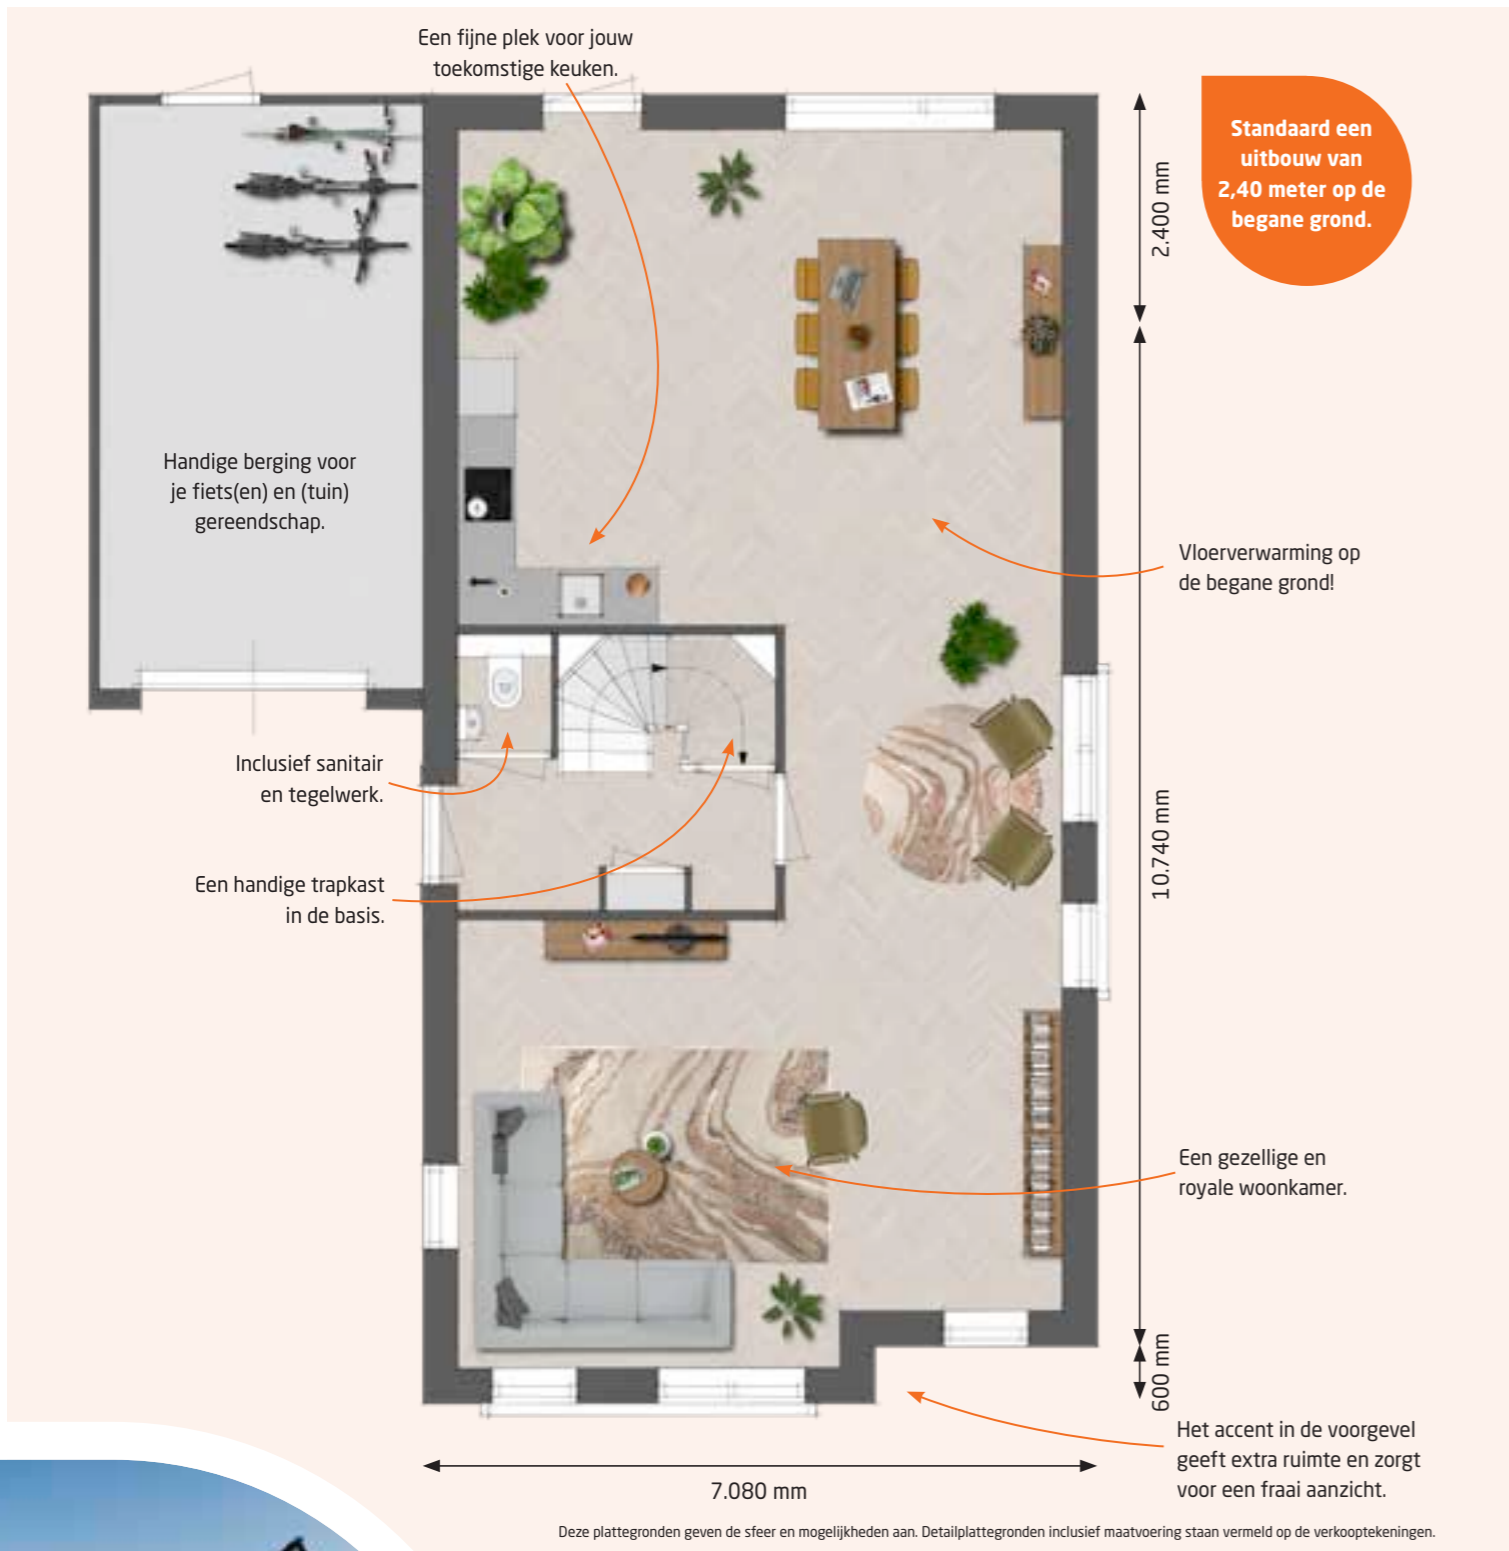 Een fijne plek voor jouw
toekomstige keuken.
Standaard een
uitbouw van
2,40 meter op de
begane grond.
2.400 mm
Handige berging voor
je fiets(en) en (tuin)
gereendschap.
Vloerverwarming op
de begane grond!
Inclusief sanitair
en tegelwerk.
10.740 mm
Een handige trapkast
in de basis.
Een gezellige en
royale woonkamer.
600 mm
Het accent in de voorgevel
geeft extra ruimte en zorgt
voor een fraai aanzicht.
7.080 mm
Deze plattegronden geven de sfeer en mogelijkheden aan. Detailplattegronden inclusief maatvoering staan vermeld op de verkooptekeningen.